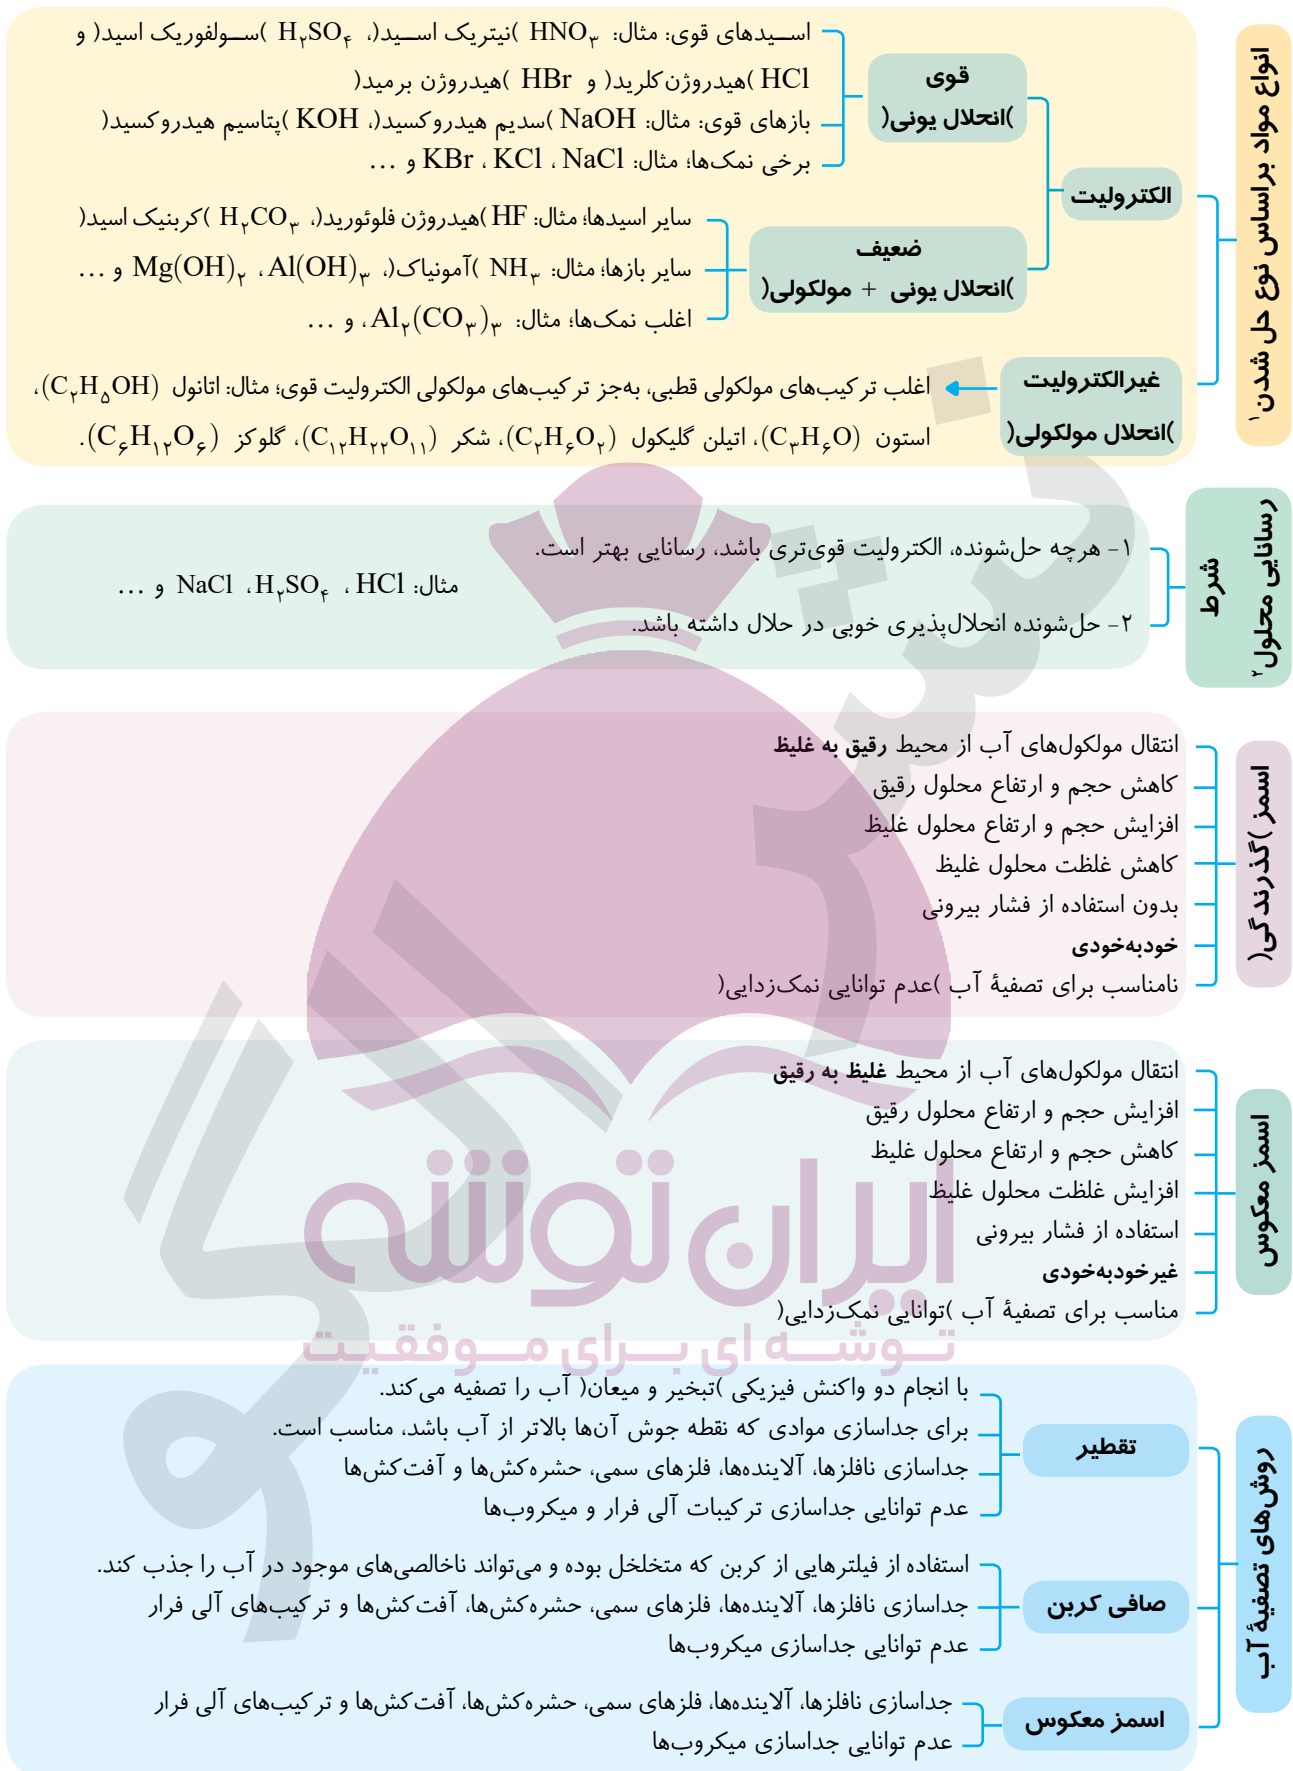 انواع مواد براساس نوع حل شدن۱
الکترولیت
قوی
)انحلال یونی(
اسـیدهای قوی: مثال: HNO۳ )نیتریک اسـید(، H۲SO۴ )سـولفوریک اسید( و
HCl )هیدروژن کلرید( و HBr )هیدروژن برمید(
بازهای قوی: مثال: NaOH )سدیم هیدروکسید(، KOH )پتاسیم هیدروکسید(
برخی نمک‌ها؛ مثال: NaCl ، KCl ، KBr و ...
ضعیف
)انحلال یونی + مولکولی(
سایر اسیدها؛ مثال: HF )هیدروژن فلوئورید(، H۲CO۳ )کربنیک اسید(
سایر بازها؛ مثال: NH۳ )آمونیاک(، Al(OH)۳ ، Mg(OH)۲ و ...
اغلب نمک‌ها؛ مثال: Al۲(CO۳)۳ ، و ...
غیرالکترولیت
)انحلال مولکولی(
اغلب ترکیب‌های مولکولی قطبی، به‌جز ترکیب‌های مولکولی الکترولیت قوی؛ مثال: اتانول (C۲H۵OH)،
استون (C۳H۶O)، اتیلن گلیکول (C۲H۶O۲)، شکر (C۱۲H۲۲O۱۱)، گلوکز (C۶H۱۲O۶).
رسانایی محلول۲
شرط
۱- هرچه حل‌شونده، الکترولیت قوی‌تری باشد، رسانایی بهتر است.
مثال: HCl ، H۲SO۴، NaCl و ...
۲- حل‌شونده انحلال‌پذیری خوبی در حلال داشته باشد.
اسمز )گذرندگی(
انتقال مولکول‌های آب از محیط رقیق به غلیظ
کاهش حجم و ارتفاع محلول رقیق
افزایش حجم و ارتفاع محلول غلیظ
کاهش غلظت محلول غلیظ
بدون استفاده از فشار بیرونی
خودبه‌خودی
نامناسب برای تصفیۀ آب )عدم توانایی نمک‌زدایی(
اسمز معکوس
انتقال مولکول‌های آب از محیط غلیظ به رقیق
افزایش حجم و ارتفاع محلول رقیق
کاهش حجم و ارتفاع محلول غلیظ
افزایش غلظت محلول غلیظ
استفاده از فشار بیرونی
غیرخودبه‌خودی
مناسب برای تصفیۀ آب )توانایی نمک‌زدایی(
نشر الگو
ایران توشه
توشه ای برای موفقیت
روش‌های تصفیۀ آب
تقطیر
با انجام دو واکنش فیزیکی )تبخیر و میعان( آب را تصفیه می‌کند.
برای جداسازی موادی که نقطه جوش آن‌ها بالاتر از آب باشد، مناسب است.
جداسازی نافلزها، آلاینده‌ها، فلزهای سمی، حشره‌کش‌ها و آفت‌کش‌ها
عدم توانایی جداسازی ترکیبات آلی فرار و میکروب‌ها
صافی کربن
استفاده از فیلترهایی از کربن که متخلخل بوده و می‌تواند ناخالصی‌های موجود در آب را جذب کند.
جداسازی نافلزها، آلاینده‌ها، فلزهای سمی، حشره‌کش‌ها، آفت‌کش‌ها و ترکیب‌های آلی فرار
عدم توانایی جداسازی میکروب‌ها
اسمز معکوس
جداسازی نافلزها، آلاینده‌ها، فلزهای سمی، حشره‌کش‌ها، آفت‌کش‌ها و ترکیب‌های آلی فرار
عدم توانایی جداسازی میکروب‌ها